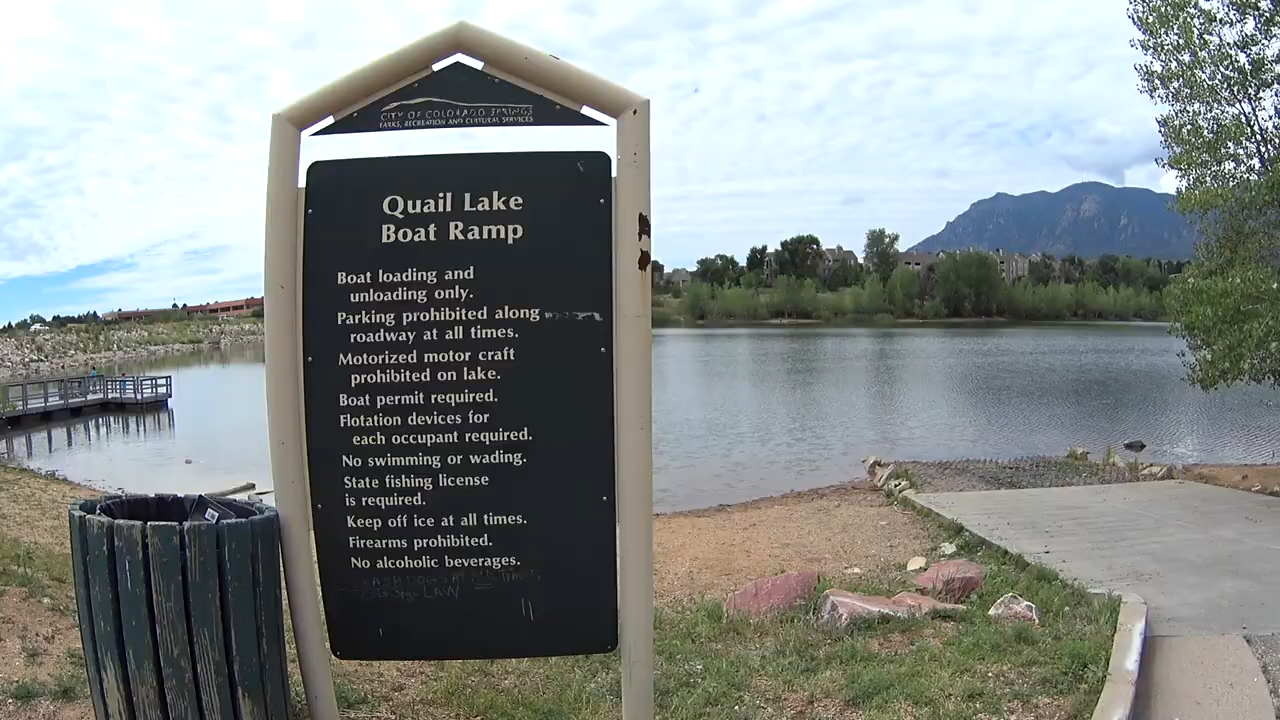 CITY OF COLORADO SPRINGS
PARKS, RECREATION AND CULTURAL SERVICES
Quail Lake
Boat Ramp
Boat loading and
unloading only.
Parking prohibited along
roadway at all times.
Motorized motor craft
prohibited on lake.
Boat permit required.
Flotation devices for
each occupant required.
No swimming or wading.
State fishing license
is required.
Keep off ice at all times.
Firearms prohibited.
No alcoholic beverages.
LAW